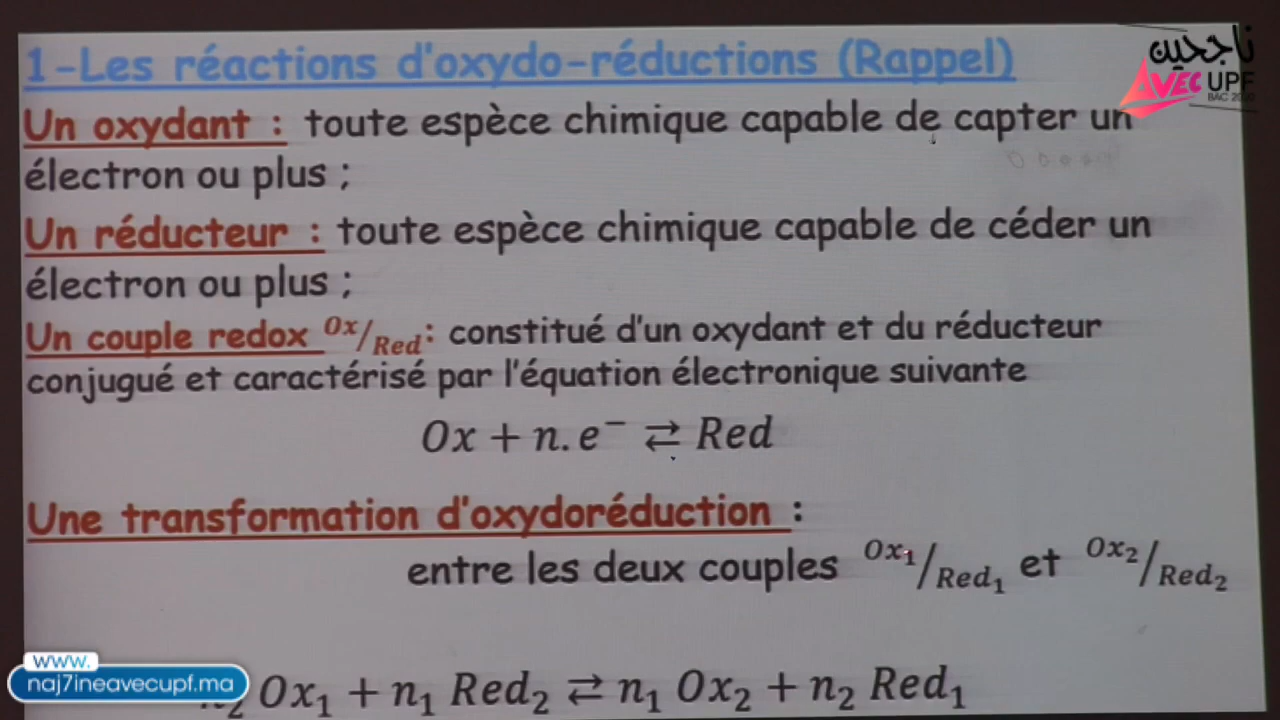 1-Les réactions d'oxydo-réductions (Rappel)
ناجحين
AVEC UPF
Un oxydant : toute espèce chimique capable de capter un
électron ou plus ;
Un réducteur : toute espèce chimique capable de céder un
électron ou plus ;
Un couple redox Ox/Red: constitué d'un oxydant et du réducteur
conjugué et caractérisé par l'équation électronique suivante
Ox + n. e⁻ ⇄ Red
Une transformation d'oxydoréduction :
entre les deux couples Ox₁/Red₁ et Ox₂/Red₂
Ox₁ + n₁ Red₂ ⇄ n₁ Ox₂ + n₂ Red₁
www.
naj7ineavecupf.ma